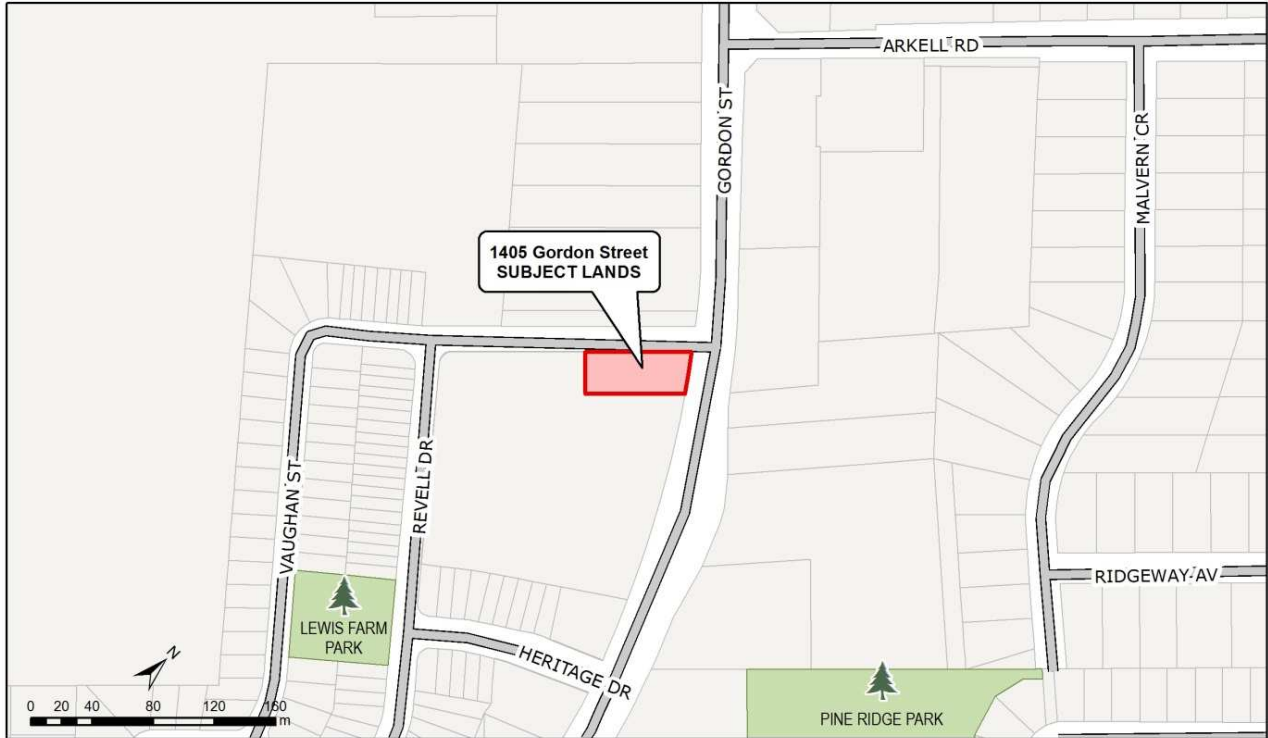 ARKELL RD
GORDON ST
MALVERN CR
1405 Gordon Street
SUBJECT LANDS
VAUGHAN ST
REVELL DR
RIDGEWAY AV
LEWIS FARM
PARK
HERITAGE DR
PINE RIDGE PARK
N
0 20 40 80 120 160
m